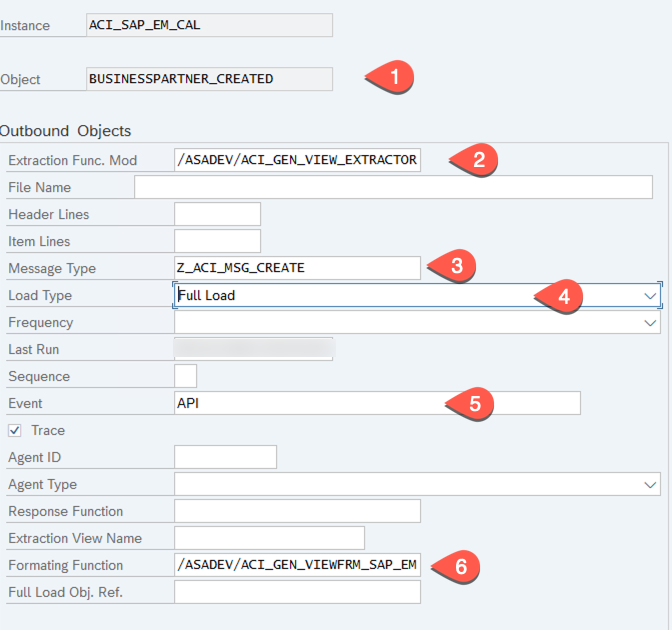 Instance ACI_SAP_EM_CAL
Object BUSINESSPARTNER_CREATED 1
Outbound Objects
Extraction Func. Mod /ASADEV/ACI_GEN_VIEW_EXTRACTOR 2
File Name
Header Lines
Item Lines
Message Type Z_ACI_MSG_CREATE 3
Load Type Full Load 4
Frequency
Last Run
Sequence
Event API 5
Trace
Agent ID
Agent Type
Response Function
Extraction View Name
Formating Function /ASADEV/ACI_GEN_VIEWFRM_SAP_EM 6
Full Load Obj. Ref.